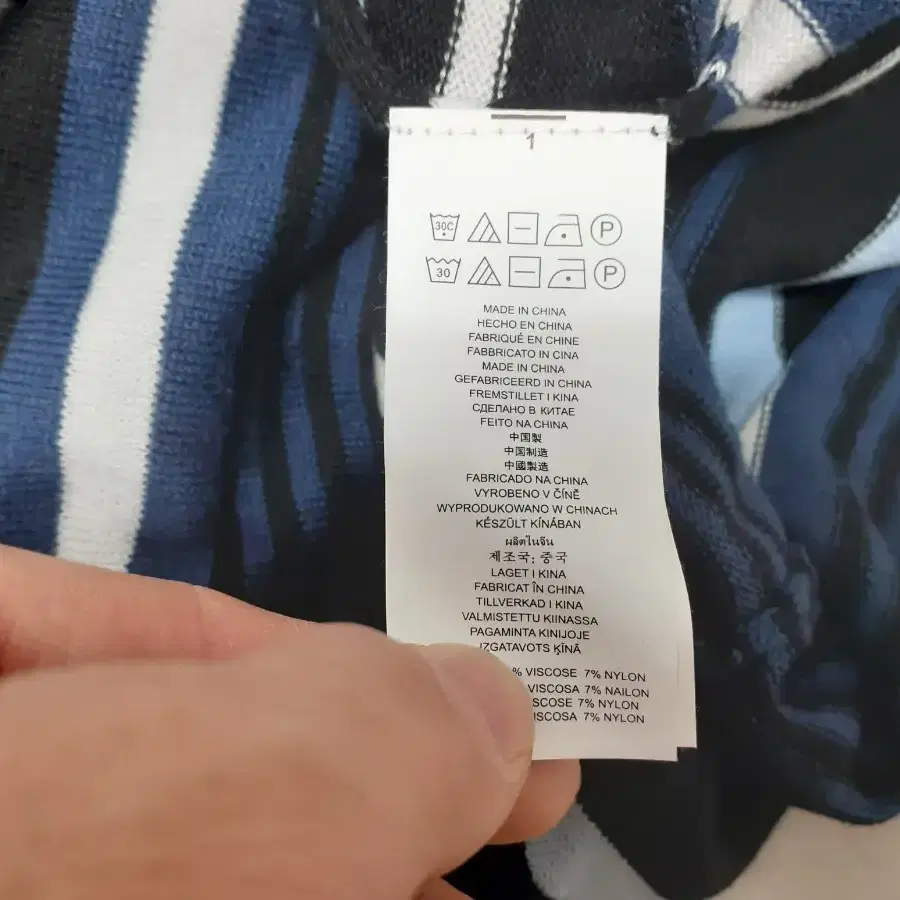 1
30C P
30 P
MADE IN CHINA
HECHO EN CHINA
FABRIQUÉ EN CHINE
FABBRICATO IN CINA
MADE IN CHINA
GEFABRICEERD IN CHINA
FREMSTILLET I KINA
СДЕЛАНО В КИТАЕ
FEITO NA CHINA
中国製
中国制造
中國製造
FABRICADO NA CHINA
VYROBENO V ČÍNĚ
WYPRODUKOWANO W CHINACH
KÉSZÜLT KÍNÁBAN
ผลิตในจีน
제조국: 중국
LAGET I KINA
FABRICAT ÎN CHINA
TILLVERKAD I KINA
VALMISTETTU KIINASSA
PAGAMINTA KINIJOJE
IZGATAVOTS ĶĪNĀ
% VISCOSE 7% NYLON
VISCOSA 7% NAILON
SCOSE 7% NYLON
ISCOSA 7% NYLON